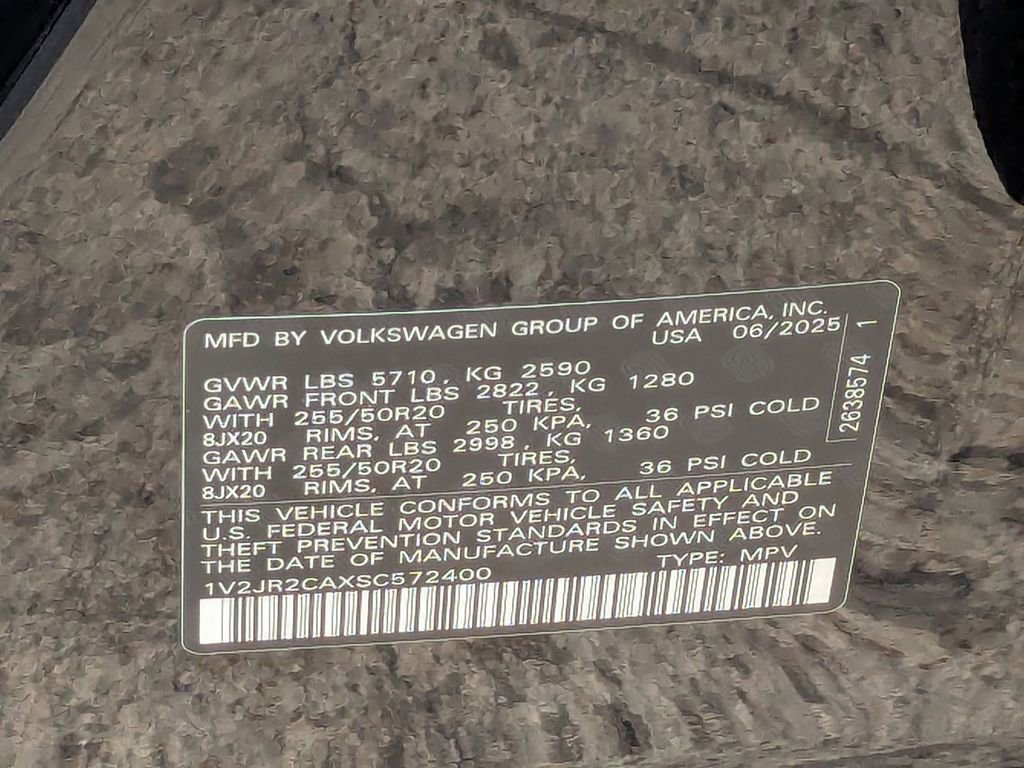 MFD BY VOLKSWAGEN GROUP OF AMERICA, INC.
USA 06/2025
GVWR LBS 5710, KG 2590
GAWR FRONT LBS 2822, KG 1280
WITH 255/50R20 TIRES,
8JX20 RIMS, AT 250 KPA, 36 PSI COLD
GAWR REAR LBS 2998, KG 1360
WITH 255/50R20 TIRES,
8JX20 RIMS, AT 250 KPA, 36 PSI COLD
THIS VEHICLE CONFORMS TO ALL APPLICABLE
U.S. FEDERAL MOTOR VEHICLE SAFETY AND
THEFT PREVENTION STANDARDS IN EFFECT ON
THE DATE OF MANUFACTURE SHOWN ABOVE.
TYPE: MPV
1V2JR2CAXSC572400
2638574 1